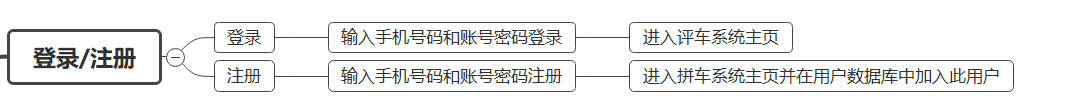 登录/注册
登录
输入手机号码和账号密码登录
进入评车系统主页
注册
输入手机号码和账号密码注册
进入拼车系统主页并在用户数据库中加入此用户